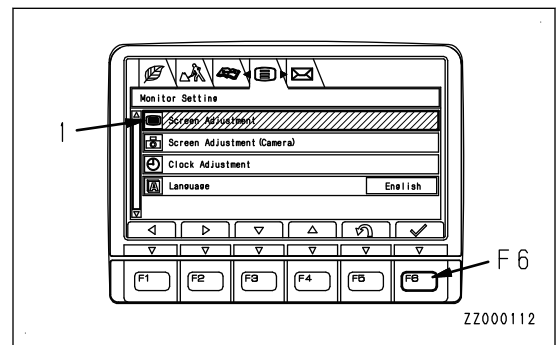 Monitor Setting
1
Screen Adjustment
Screen Adjustment(Camera)
Clock Adjustment
A
Language English
F1 F2 F3 F4 F5 F6
F6
ZZ000112